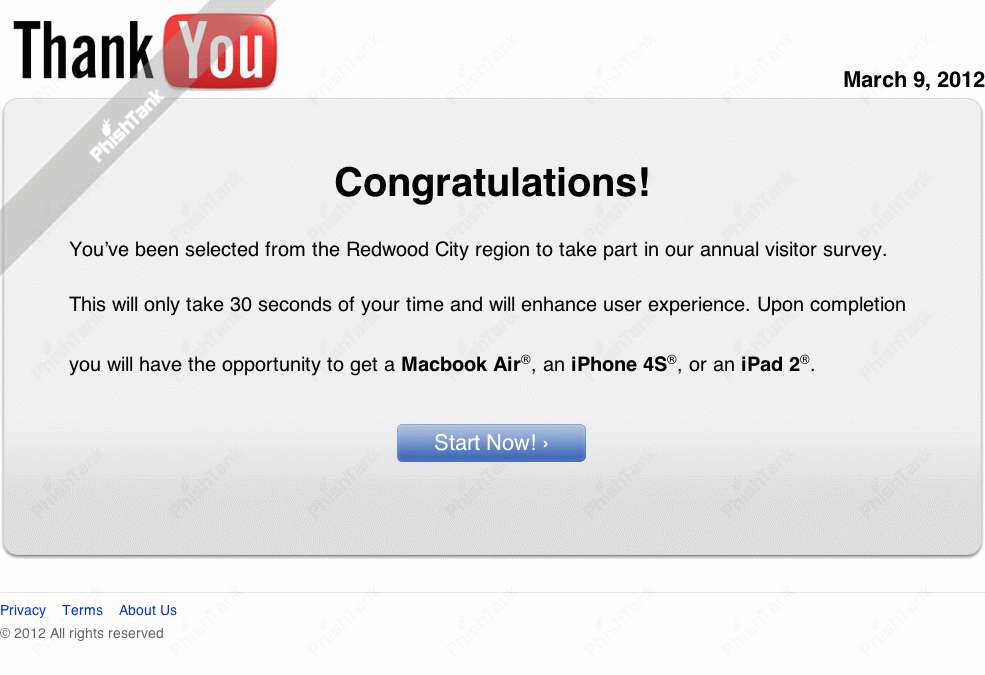 Thank You
PhishTank
March 9, 2012
Congratulations!
You’ve been selected from the Redwood City region to take part in our annual visitor survey.
This will only take 30 seconds of your time and will enhance user experience. Upon completion
you will have the opportunity to get a Macbook Air®, an iPhone 4S®, or an iPad 2®.
Start Now! ›
Privacy Terms About Us
© 2012 All rights reserved